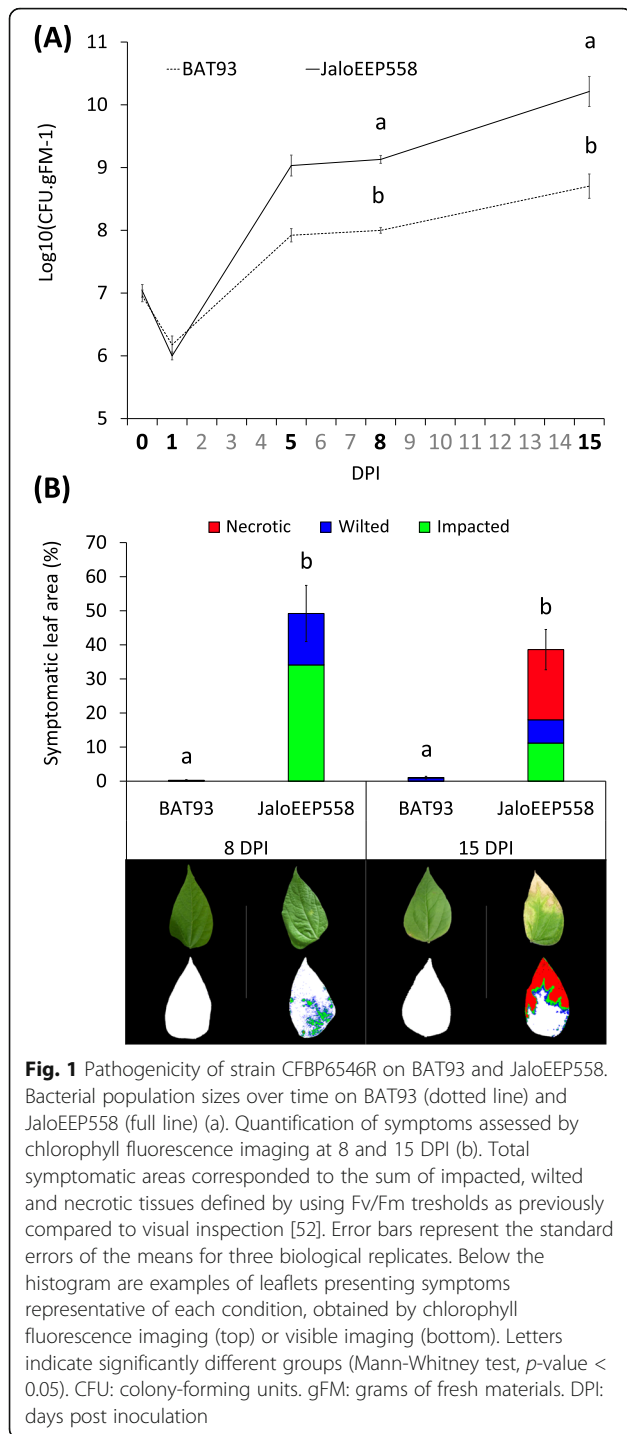 (A)
11
10
9
8
7
6
5
Log10(CFU.gFM-1)
BAT93
JaloEEP558
a
b
a
b
0 1 2 3 4 5 6 7 8 9 10 11 12 13 14 15
DPI
(B)
Necrotic Wilted Impacted
70
60
50
40
30
20
10
0
Symptomatic leaf area (%)
a
b
a
b
BAT93 JaloEEP558 BAT93 JaloEEP558
8 DPI 15 DPI
Fig. 1 Pathogenicity of strain CFBP6546R on BAT93 and JaloEEP558.
Bacterial population sizes over time on BAT93 (dotted line) and
JaloEEP558 (full line) (a). Quantification of symptoms assessed by
chlorophyll fluorescence imaging at 8 and 15 DPI (b). Total
symptomatic areas corresponded to the sum of impacted, wilted
and necrotic tissues defined by using Fv/Fm tresholds as previously
compared to visual inspection [52]. Error bars represent the standard
errors of the means for three biological replicates. Below the
histogram are examples of leaflets presenting symptoms
representative of each condition, obtained by chlorophyll
fluorescence imaging (top) or visible imaging (bottom). Letters
indicate significantly different groups (Mann-Whitney test, p-value <
0.05). CFU: colony-forming units. gFM: grams of fresh materials. DPI:
days post inoculation